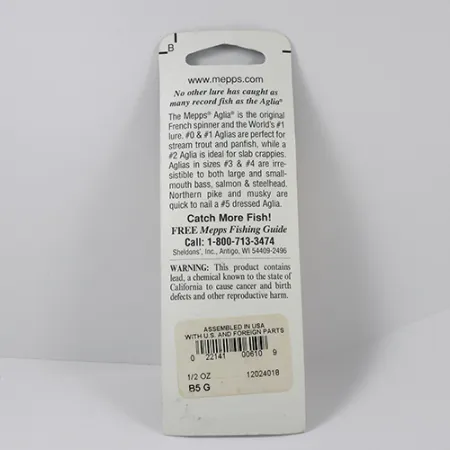 B
www.mepps.com
No other lure has caught as
many record fish as the Aglia®
The Mepps® Aglia® is the original
French spinner and the World's #1
lure. #0 & #1 Aglias are perfect for
stream trout and panfish, while a
#2 Aglia is ideal for slab crappies.
Aglias in sizes #3 & #4 are irre-
sistible to both large and small-
mouth bass, salmon & steelhead.
Northern pike and musky are
quick to nail a #5 dressed Aglia.
Catch More Fish!
FREE Mepps Fishing Guide
Call: 1-800-713-3474
Sheldons', Inc., Antigo, WI 54409-2496
WARNING: This product contains
lead, a chemical known to the state of
California to cause cancer and birth
defects and other reproductive harm.
ASSEMBLED IN USA
WITH U.S. AND FOREIGN PARTS
0 22141 00610 9
1/2 OZ 12024018
B5 G